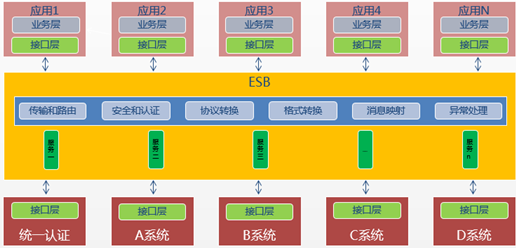 应用1
应用2
应用3
应用4
应用N
业务层
业务层
业务层
业务层
业务层
接口层
接口层
接口层
接口层
接口层
ESB
传输和路由
安全和认证
协议转换
格式转换
消息映射
异常处理
服务一
服务二
服务三
...
服务n
接口层
接口层
接口层
接口层
接口层
统一认证
A系统
B系统
C系统
D系统